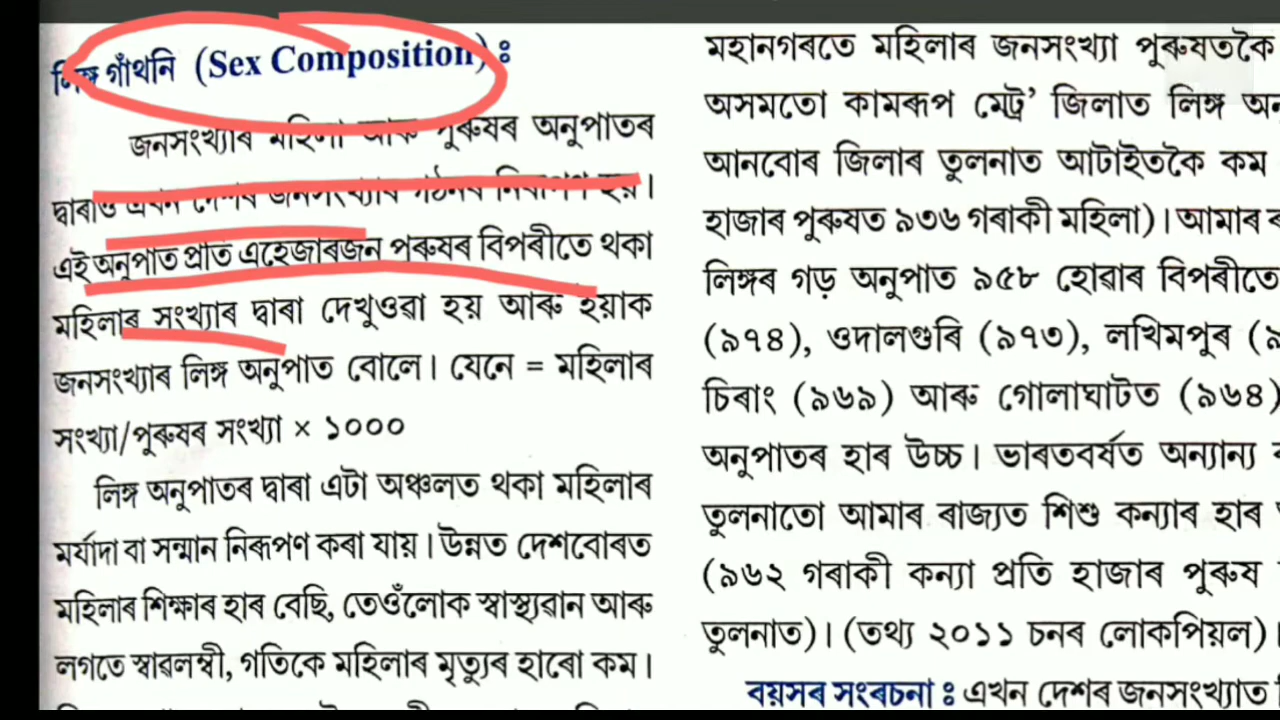 লিঙ্গ গাঁথনি (Sex Composition) :
জনসংখ্যাৰ মহিলা আৰু পুৰুষৰ অনুপাতৰ
দ্বাৰাও এখন দেশৰ জনসংখ্যাৰ গঠনৰ নিৰূপণ হয়।
এই অনুপাত প্ৰতি এহেজাৰজন পুৰুষৰ বিপৰীতে থকা
মহিলাৰ সংখ্যাৰ দ্বাৰা দেখুওৱা হয় আৰু ইয়াক
জনসংখ্যাৰ লিঙ্গ অনুপাত বোলে। যেনে = মহিলাৰ
সংখ্যা/পুৰুষৰ সংখ্যা × ১০০০
লিঙ্গ অনুপাতৰ দ্বাৰা এটা অঞ্চলত থকা মহিলাৰ
মৰ্যাদা বা সন্মান নিৰূপণ কৰা যায়। উন্নত দেশবোৰত
মহিলাৰ শিক্ষাৰ হাৰ বেছি, তেওঁলোক স্বাস্থ্যৱান আৰু
লগতে স্বাৱলম্বী, গতিকে মহিলাৰ মৃত্যুৰ হাৰো কম।
মহানগৰতে মহিলাৰ জনসংখ্যা পুৰুষতকৈ
অসমতো কামৰূপ মেট্ৰ' জিলাত লিঙ্গ
আনবোৰ জিলাৰ তুলনাত আটাইতকৈ কম
হাজাৰ পুৰুষত ৯৩৬ গৰাকী মহিলা)। আমাৰ
লিঙ্গৰ গড় অনুপাত ৯৫৮ হোৱাৰ বিপৰীতে
(৯৭৪), ওদালগুৰি (৯৭৩), লখিমপুৰ (৯
চিৰাং (৯৬৯) আৰু গোলাঘাটত (৯৬৪)
অনুপাতৰ হাৰ উচ্চ। ভাৰতবৰ্ষত অন্যান্য
তুলনাতো আমাৰ ৰাজ্যত শিশু কন্যাৰ হাৰ
(৯৬২ গৰাকী কন্যা প্ৰতি হাজাৰ পুৰুষ
তুলনাত)। (তথ্য ২০১১ চনৰ লোকপিয়ল)।
বয়সৰ সংৰচনা : এখন দেশৰ জনসংখ্যাত